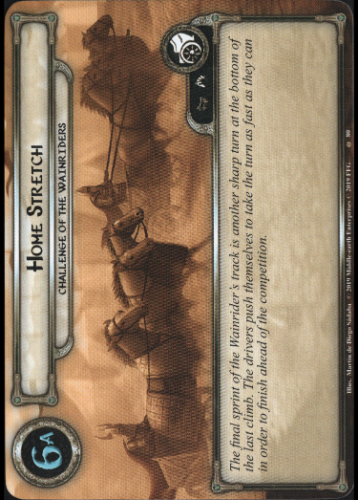 6A
HOME STRETCH
CHALLENGE OF THE WAINRIDERS
The final sprint of the Wainrider's track is another sharp turn at the bottom of
the last climb. The drivers push themselves to take the turn as fast as they can
in order to finish ahead of the competition.
Illus. Martin de Diego Sádaba © 2019 Middle-earth Enterprises © 2019 FFG 80